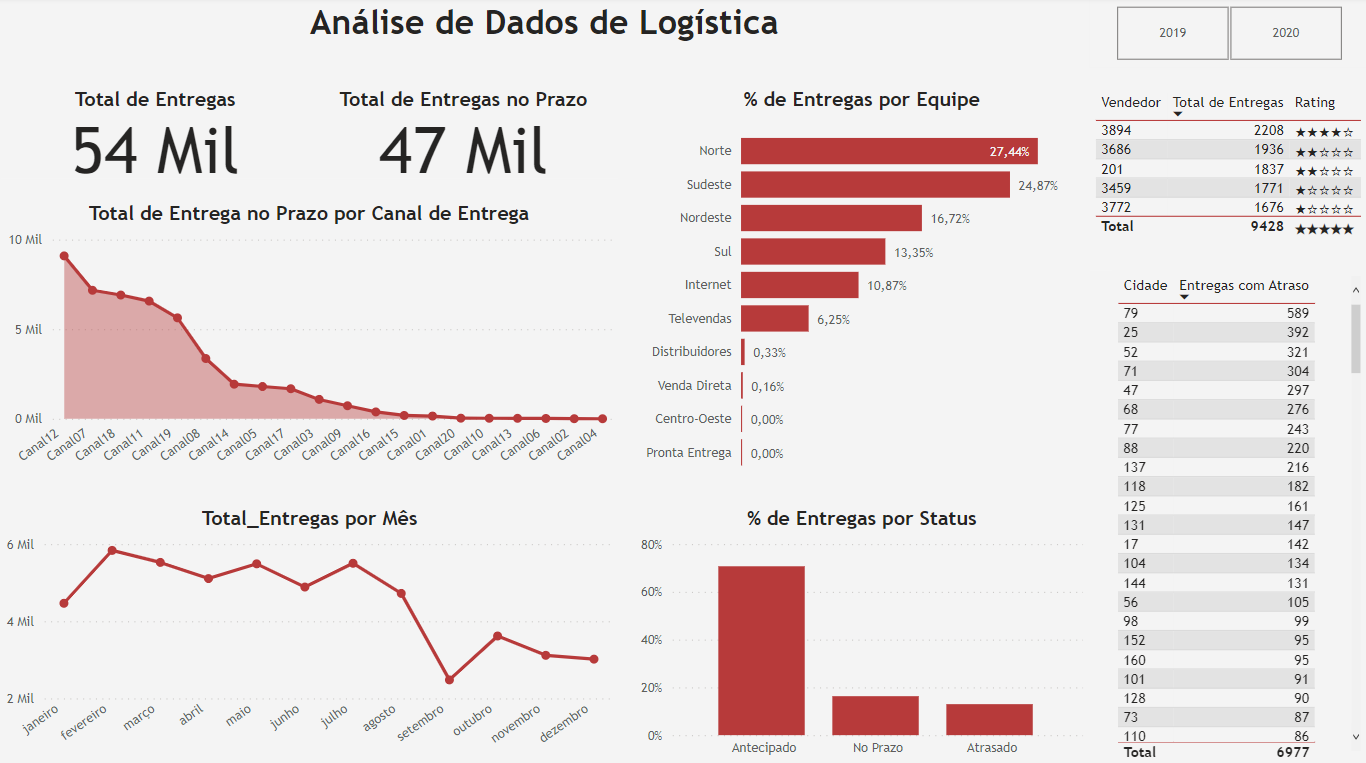 Análise de Dados de Logística
2019
2020
Total de Entregas
54 Mil
Total de Entregas no Prazo
47 Mil
Total de Entrega no Prazo por Canal de Entrega
10 Mil
5 Mil
0 Mil
Canal12
Canal07
Canal18
Canal11
Canal19
Canal08
Canal14
Canal05
Canal17
Canal03
Canal09
Canal16
Canal15
Canal01
Canal20
Canal10
Canal13
Canal06
Canal02
Canal04
% de Entregas por Equipe
Norte 27,44%
Sudeste 24,87%
Nordeste 16,72%
Sul 13,35%
Internet 10,87%
Televendas 6,25%
Distribuidores 0,33%
Venda Direta 0,16%
Centro-Oeste 0,00%
Pronta Entrega 0,00%
Vendedor Total de Entregas Rating
3894 2208 ★★★★☆
3686 1936 ★★☆☆☆
201 1837 ★★☆☆☆
3459 1771 ★☆☆☆☆
3772 1676 ★☆☆☆☆
Total 9428 ★★★★★
Total_Entregas por Mês
6 Mil
4 Mil
2 Mil
janeiro
fevereiro
março
abril
maio
junho
julho
agosto
setembro
outubro
novembro
dezembro
% de Entregas por Status
80%
60%
40%
20%
0%
Antecipado
No Prazo
Atrasado
Cidade Entregas com Atraso
79 589
25 392
52 321
71 304
47 297
68 276
77 243
88 220
137 216
118 182
125 161
131 147
17 142
104 134
144 131
56 105
98 99
152 95
160 95
101 91
128 90
73 87
110 86
Total 6977